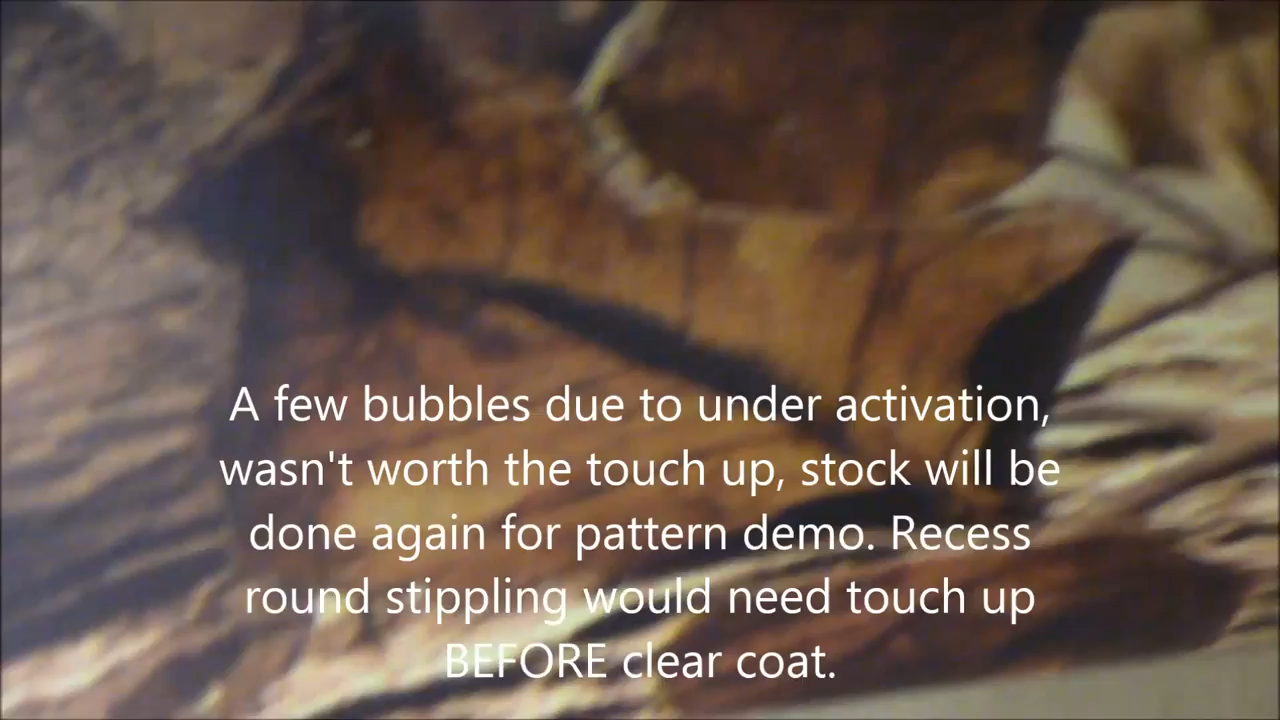 A few bubbles due to under activation,
wasn't worth the touch up, stock will be
done again for pattern demo. Recess
round stippling would need touch up
BEFORE clear coat.